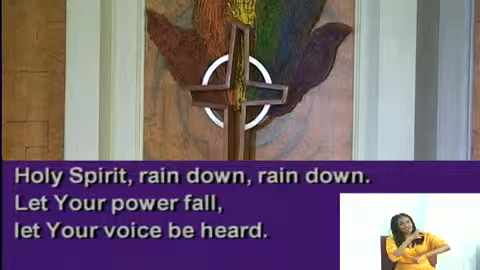 Holy Spirit, rain down, rain down.
Let Your power fall,
let Your voice be heard.